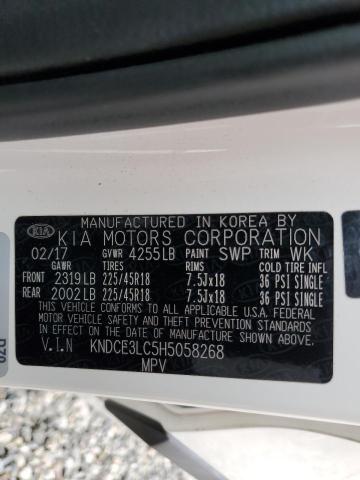 MANUFACTURED IN KOREA BY
KIA KIA MOTORS CORPORATION
02/17 GVWR 4255LB PAINT SWP TRIM WK
GAWR TIRES RIMS COLD TIRE INFL
FRONT 2319LB 225/45R18 7.5Jx18 36 PSI SINGLE
REAR 2002LB 225/45R18 7.5Jx18 36 PSI SINGLE
THIS VEHICLE CONFORMS TO ALL APPLICABLE U.S.A. FEDERAL
MOTOR VEHICLE SAFETY, BUMPER, AND THEFT PREVENTION
STANDARDS IN EFFECT ON THE DATE OF MANUFACTURE SHOWN ABOVE.
V.I.N KNDCE3LC5H5058268
MPV